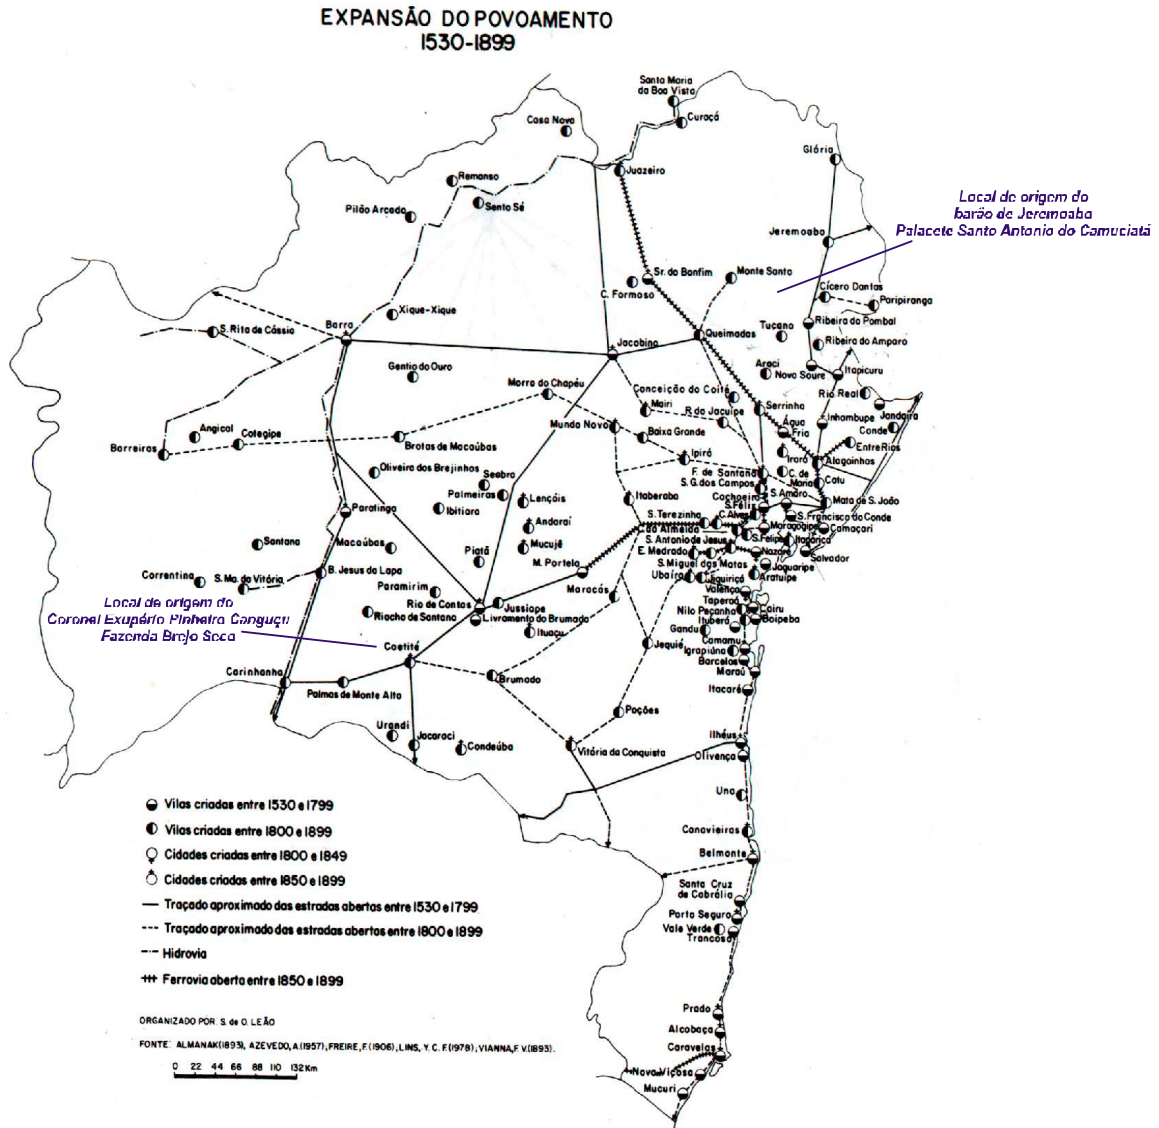 EXPANSÃO DO POVOAMENTO
1530-1899
Santa Maria
da Boa Vista
Curaçá
Casa Nova
Glória
Juazeiro
Remanso
Sento Sé
Pilão Arcado
Local de origem do
barão de Jeremoabo
Palacete Santo Antonio do Camuciatá
Jeremoabo
Sr. do Bonfim
Monte Santo
C. Formoso
Cícero Dantas
Paripiranga
Xique-Xique
S. Rita de Cássia
Barra
Queimadas
Tucano
Ribeira do Pombal
Ribeira do Amparo
Jacobina
Gentio do Ouro
Araci
Nova Soure
Itapicuru
Morro do Chapéu
Conceição do Coité
Rio Real
Mairi
R. do Jacuípe
Serrinha
Jandaíra
Mundo Novo
Baixa Grande
Água
Fria
Inhambupe
Conde
Angical
Cotegipe
Barreiras
Brotas de Macaúbas
Entre Rios
Ipirá
Irará
Alagoinhas
Oliveira dos Brejinhos
Seabra
F. de Santana
S. G. dos Campos
C. de
Maria
Catu
Palmeiras
Lençóis
Itaberaba
Cachoeira
S. Amaro
Mata de S. João
Ibitiara
Paratinga
S. Félix
S. Terezinha
C. Alves
S. Francisco do Conde
Andaraí
C. do Almeida
Maragogipe
Camaçari
Santana
Macaúbas
Mucujê
S. Antonio de Jesus
S. Felipe
Itaparica
Piatã
E. Medrado
Nazaré
Salvador
M. Portela
S. Miguel das Matas
Jaguaripe
Correntina
S. Ma. da Vitória
B. Jesus da Lapa
Ubaíra
Jiquiriçá
Aratuípe
Paramirim
Maracás
Valença
Local de origem do
Coronel Exupério Pinheiro Canguçu
Fazenda Brejo Seco
Rio de Contas
Jussiape
Taperoá
Cairu
Riacho de Santana
Livramento do Brumado
Nilo Peçanha
Boipeba
Ituberá
Ituaçu
Gandu
Camamu
Caetité
Jequié
Igrapiúna
Barcelos
Carinhanha
Maraú
Palmas de Monte Alto
Brumado
Itacaré
Poções
Urandi
Jacaraci
Condeúba
Vitória da Conquista
Ilhéus
Olivença
Una
Canavieiras
Belmonte
Santa Cruz
de Cabrália
Porto Seguro
Vale Verde
Trancoso
Prado
Alcobaça
Caravelas
Nova Viçosa
Mucuri
Vilas criadas entre 1530 e 1799
Vilas criadas entre 1800 e 1899
Cidades criadas entre 1800 e 1849
Cidades criadas entre 1850 e 1899
Traçado aproximado das estradas abertas entre 1530 e 1799
Traçado aproximado das estradas abertas entre 1800 e 1899
Hidrovia
Ferrovia aberta entre 1850 e 1899
ORGANIZADO POR S. de O. LEÃO
FONTE: ALMANAK(1893), AZEVEDO, A.(1957); FREIRE, F.(1906); LINS, Y. C. F.(1978); VIANNA, F. V.(1893).
0 22 44 66 88 110 132 Km